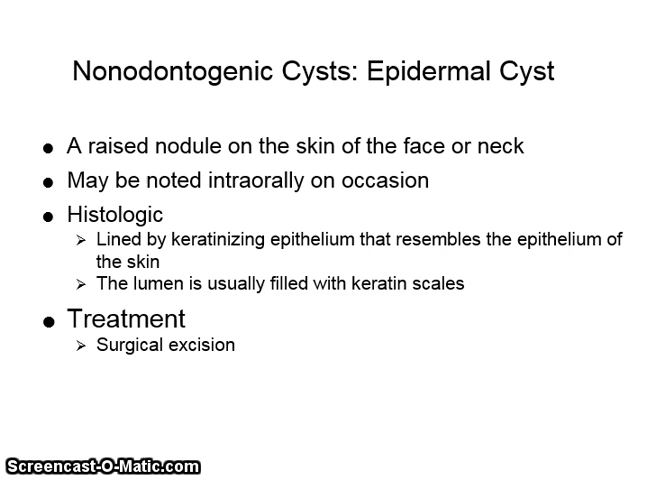 Nonodontogenic Cysts: Epidermal Cyst
● A raised nodule on the skin of the face or neck
● May be noted intraorally on occasion
● Histologic
➢ Lined by keratinizing epithelium that resembles the epithelium of
the skin
➢ The lumen is usually filled with keratin scales
● Treatment
➢ Surgical excision
Screencast-O-Matic.com